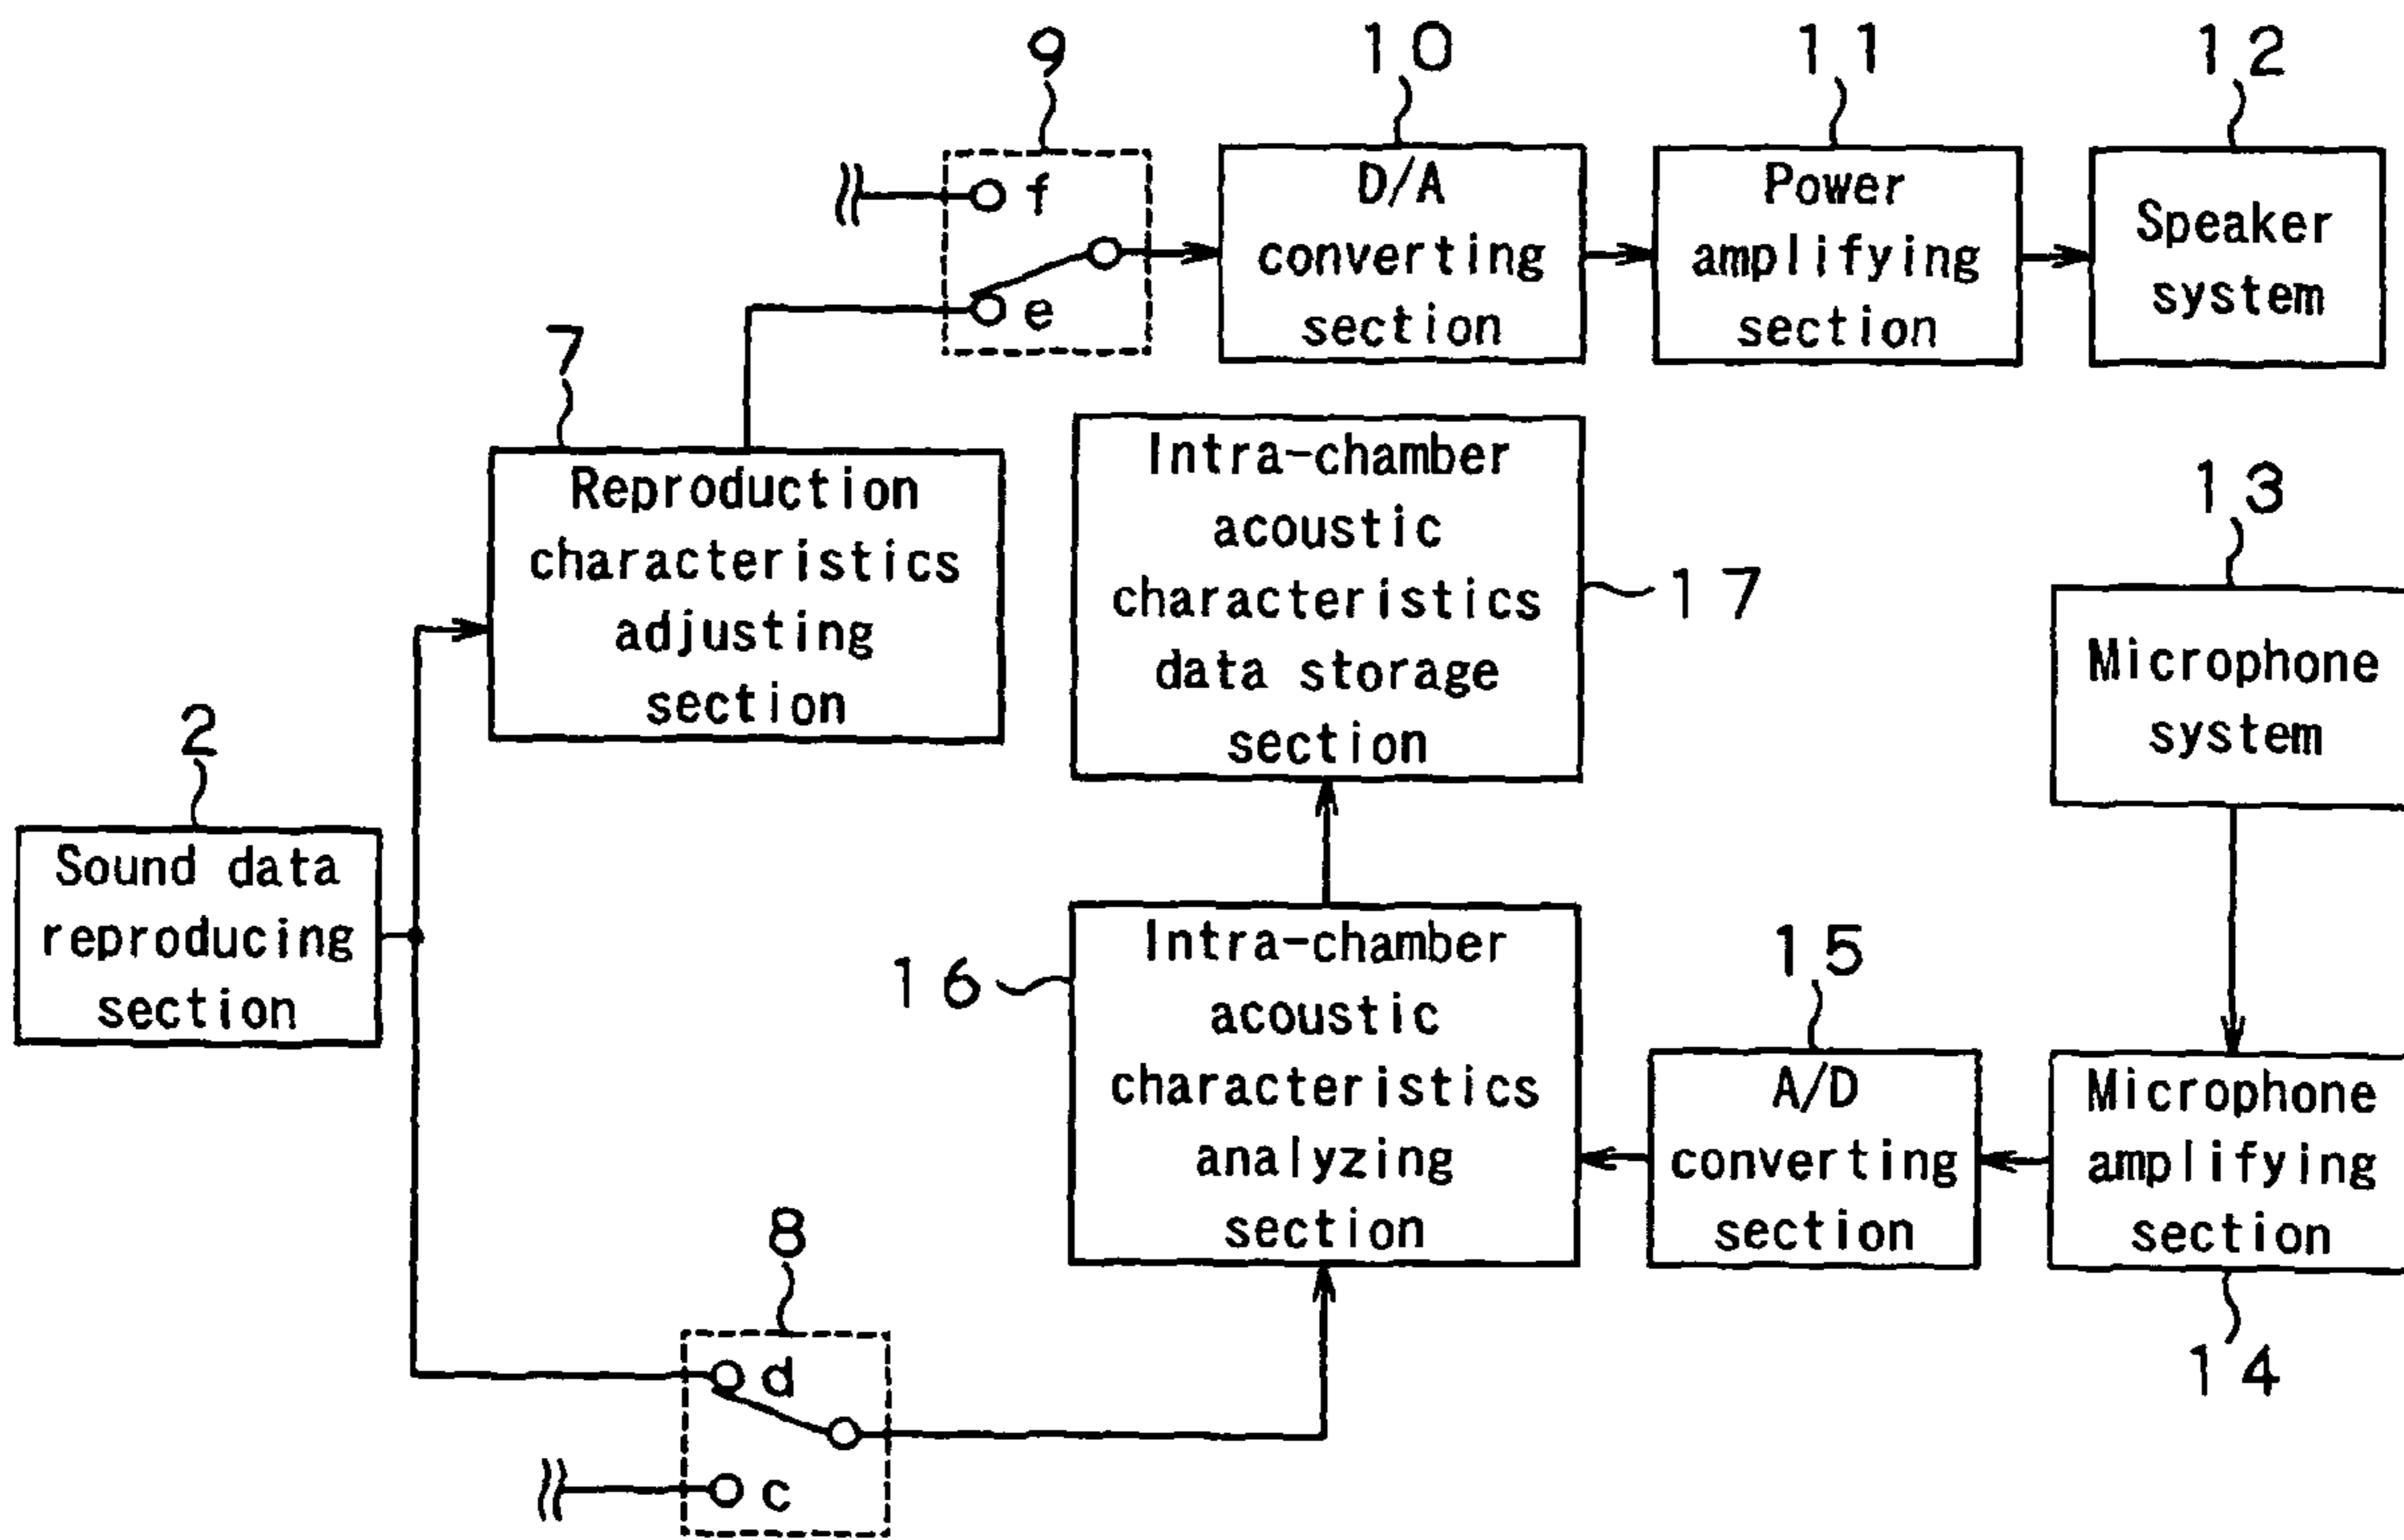 9
10
11
12
f
e
D/A
converting
section
Power
amplifying
section
Speaker
system
7
Reproduction
characteristics
adjusting
section
Intra-chamber
acoustic
characteristics
data storage
section
17
13
Microphone
system
2
Sound data
reproducing
section
16
Intra-chamber
acoustic
characteristics
analyzing
section
15
A/D
converting
section
Microphone
amplifying
section
14
8
d
c